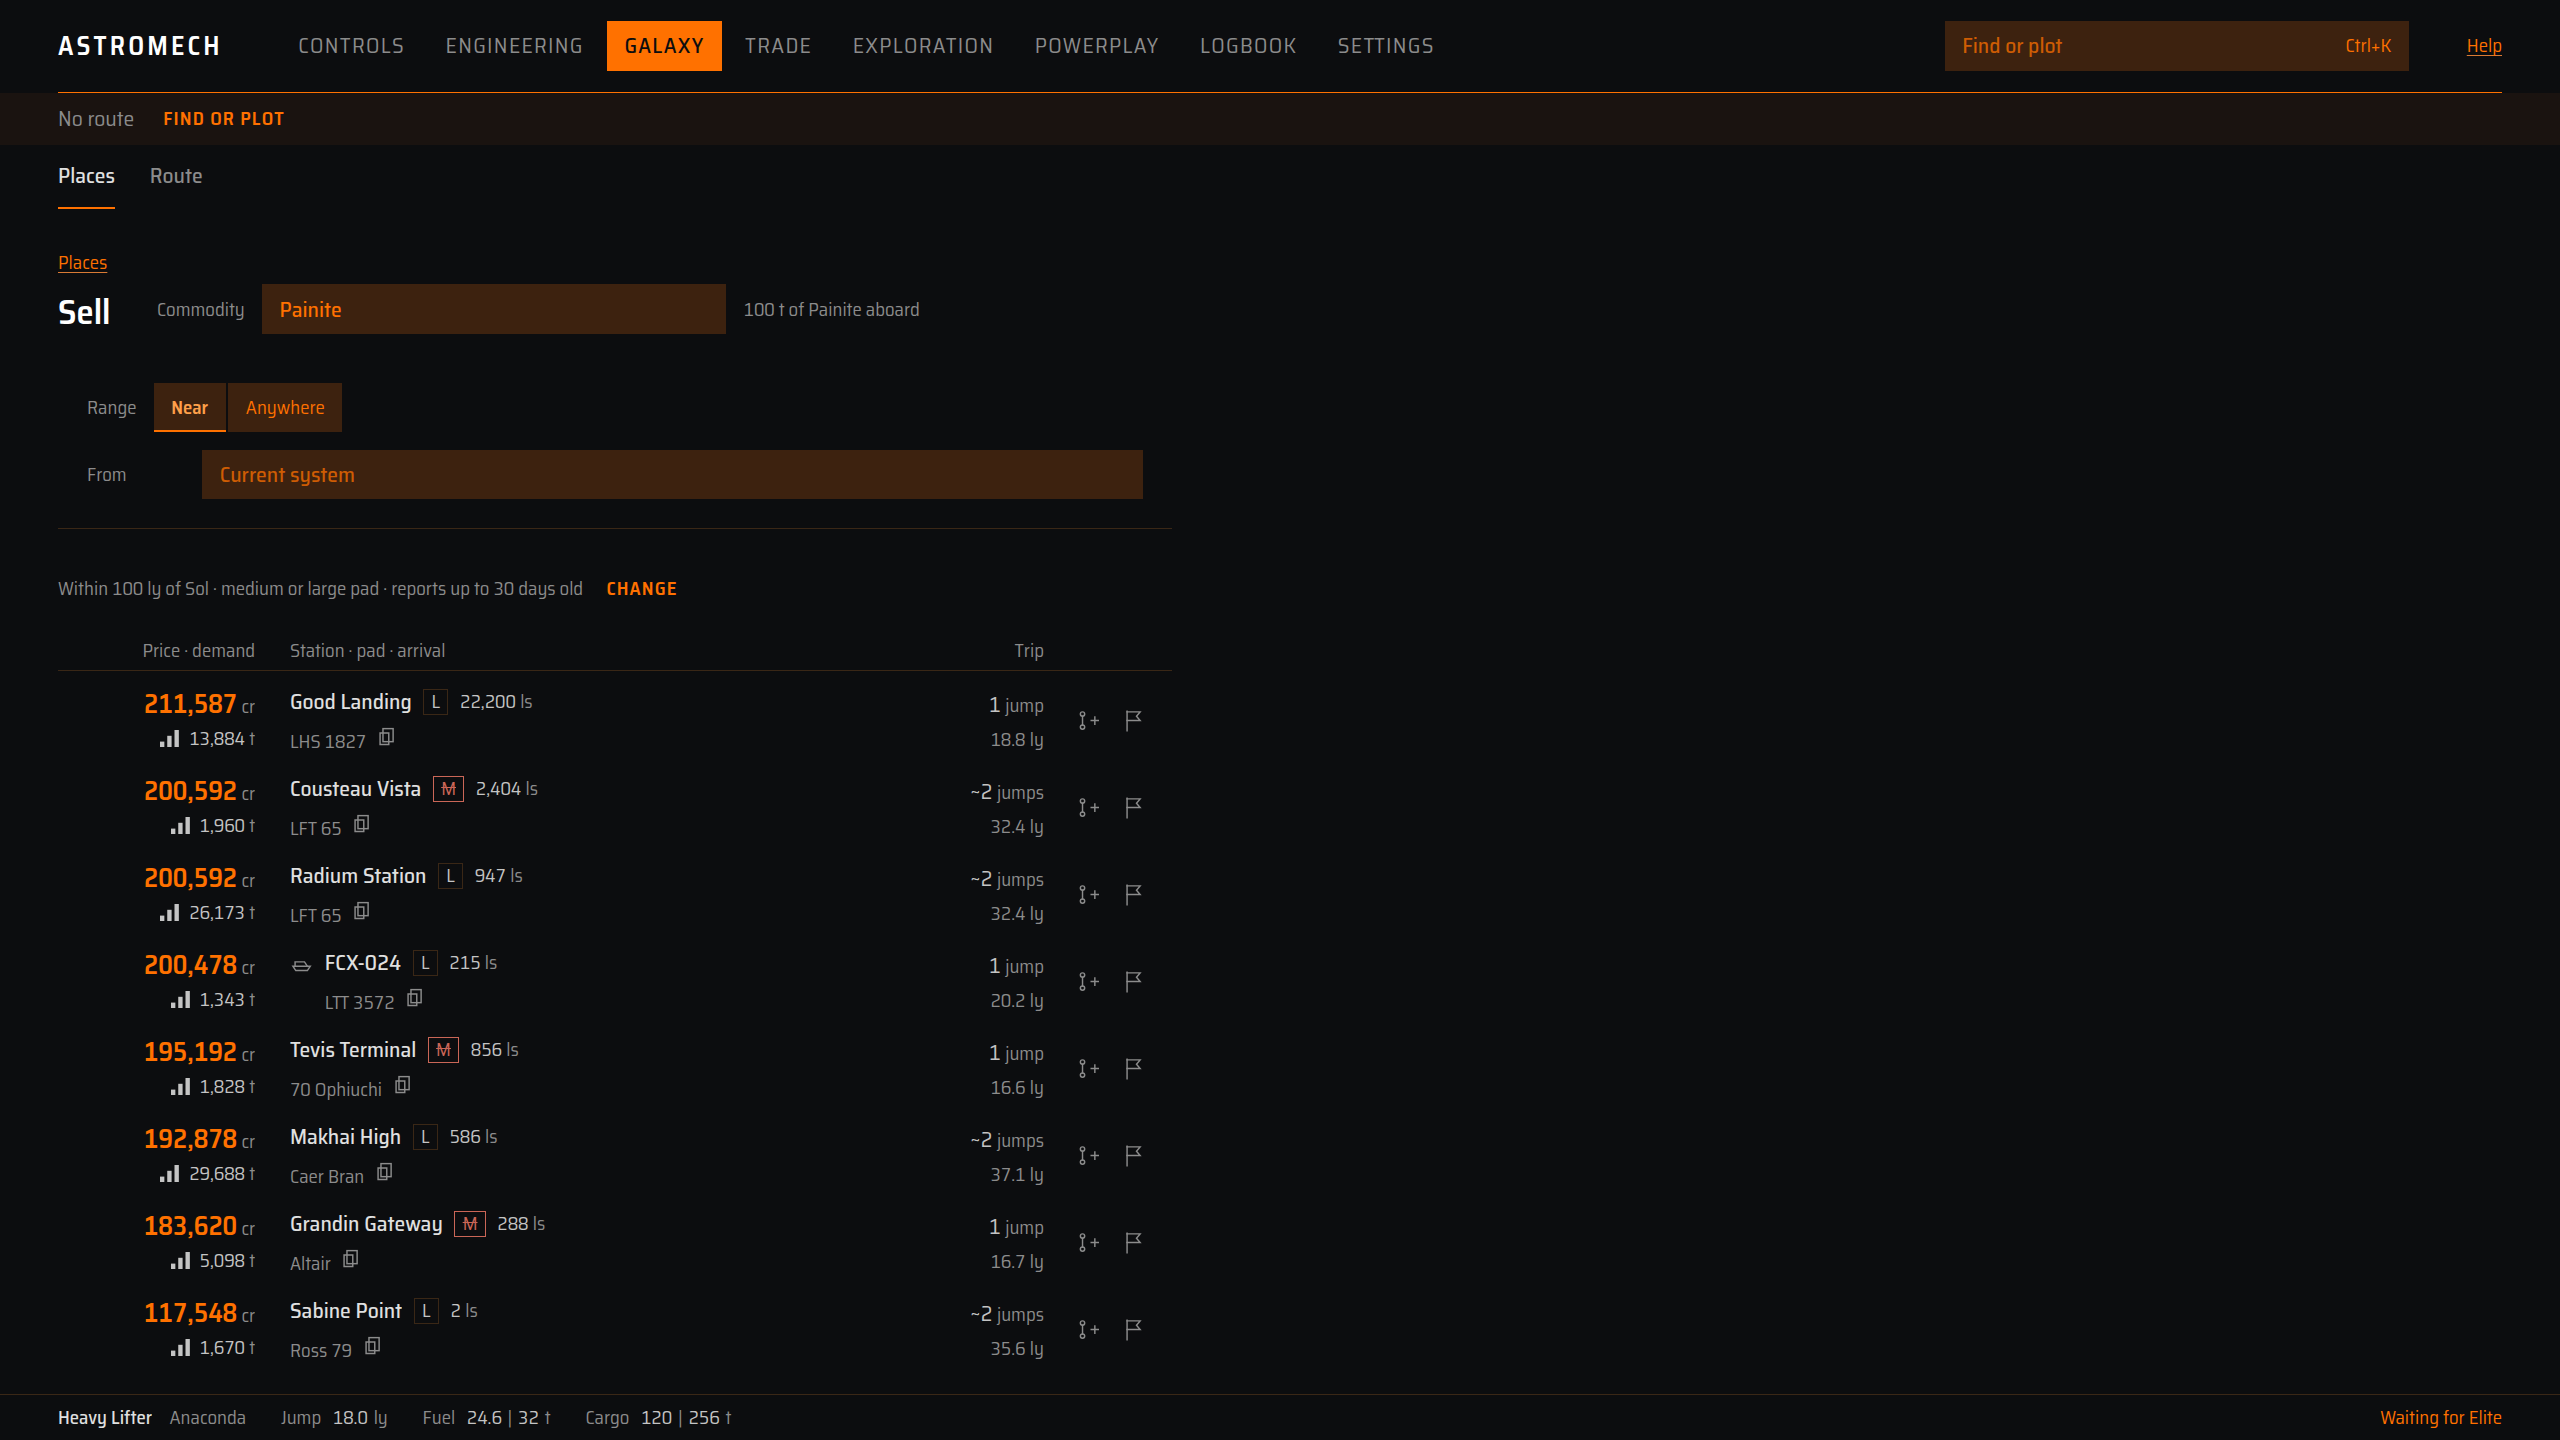 ASTROMECH CONTROLS ENGINEERING GALAXY TRADE EXPLORATION POWERPLAY LOGBOOK SETTINGS Find or plot Ctrl+K Help
No route FIND OR PLOT
Places Route
Places
Sell Commodity Painite 100 t of Painite aboard
Range Near Anywhere
From Current system
Within 100 ly of Sol · medium or large pad · reports up to 30 days old CHANGE
Price · demand Station · pad · arrival Trip
211,587 cr Good Landing L 22,200 ls 1 jump
13,884 t LHS 1827 18.8 ly
200,592 cr Cousteau Vista M 2,404 ls ~2 jumps
1,960 t LFT 65 32.4 ly
200,592 cr Radium Station L 947 ls ~2 jumps
26,173 t LFT 65 32.4 ly
200,478 cr FCX-024 L 215 ls 1 jump
1,343 t LTT 3572 20.2 ly
195,192 cr Tevis Terminal M 856 ls 1 jump
1,828 t 70 Ophiuchi 16.6 ly
192,878 cr Makhai High L 586 ls ~2 jumps
29,688 t Caer Bran 37.1 ly
183,620 cr Grandin Gateway M 288 ls 1 jump
5,098 t Altair 16.7 ly
117,548 cr Sabine Point L 2 ls ~2 jumps
1,670 t Ross 79 35.6 ly
Heavy Lifter Anaconda Jump 18.0 ly Fuel 24.6 | 32 t Cargo 120 | 256 t Waiting for Elite